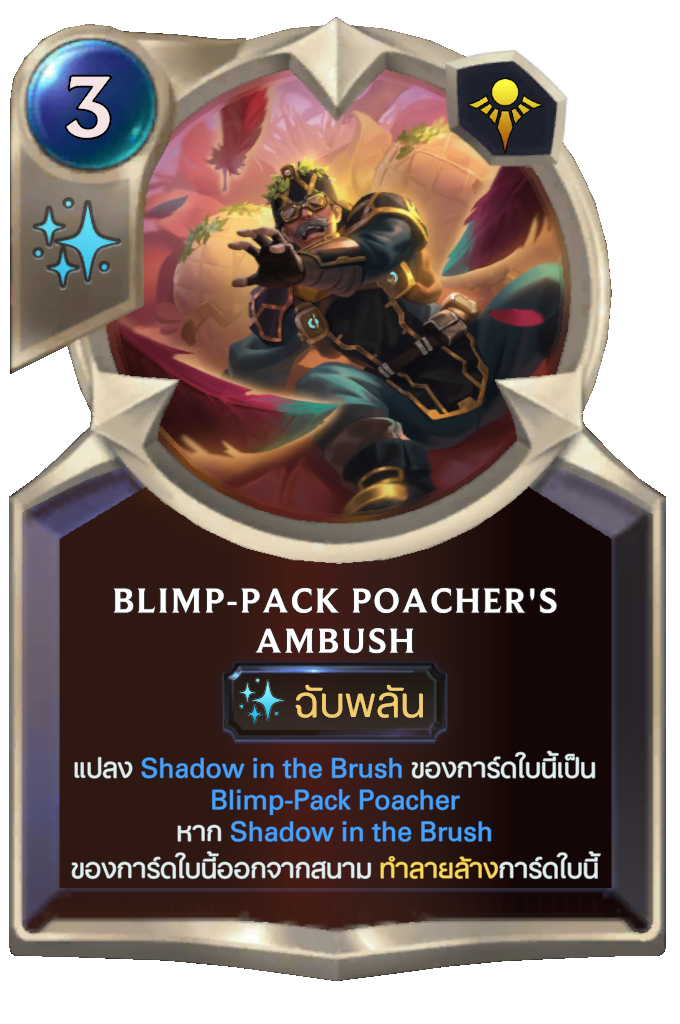 3
BLIMP-PACK POACHER'S
AMBUSH
ฉับพลัน
แปลง Shadow in the Brush ของการ์ดใบนี้เป็น
Blimp-Pack Poacher
หาก Shadow in the Brush
ของการ์ดใบนี้ออกจากสนาม ทำลายล้างการ์ดใบนี้